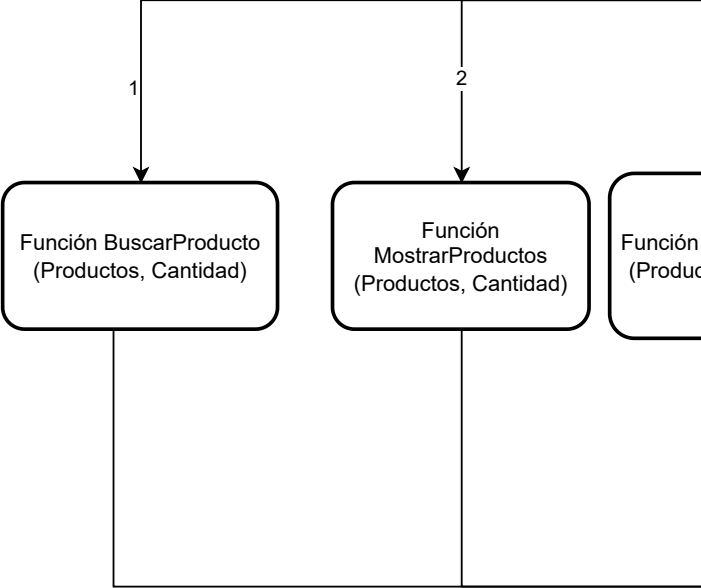 1
2
Función BuscarProducto
(Productos, Cantidad)
Función
MostrarProductos
(Productos, Cantidad)
Función